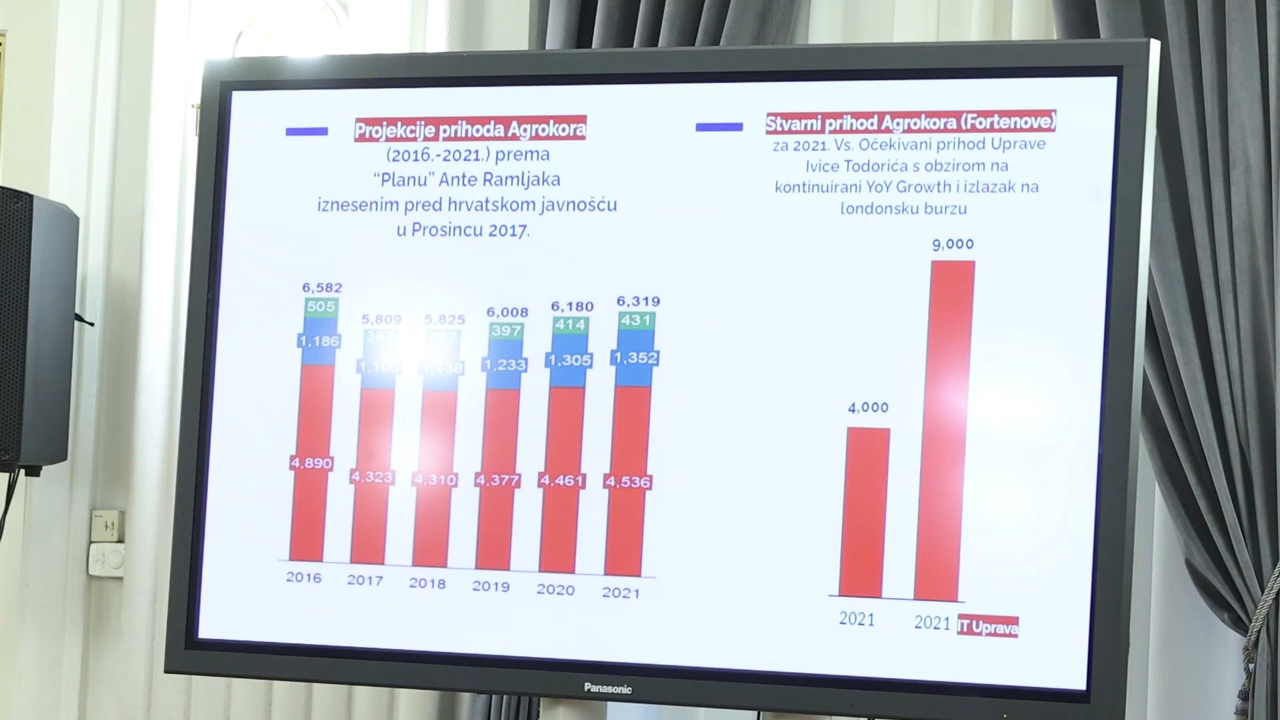 Projekcije prihoda Agrokora
(2016.-2021.) prema
“Planu” Ante Ramljaka
iznesenim pred hrvatskom javnošću
u Prosincu 2017.
6,582 5,809 5,825 6,008 6,180 6,319
505 397 414 431
1,186 1,233 1,305 1,352
4,890 4,323 4,310 4,377 4,461 4,536
2016 2017 2018 2019 2020 2021
Stvarni prihod Agrokora (Fortenove)
za 2021. Vs. Očekivani prihod Uprave
Ivice Todorića s obzirom na
kontinuirani YoY Growth i izlazak na
londonsku burzu
9,000
4,000
2021 2021 IT Uprava
Panasonic